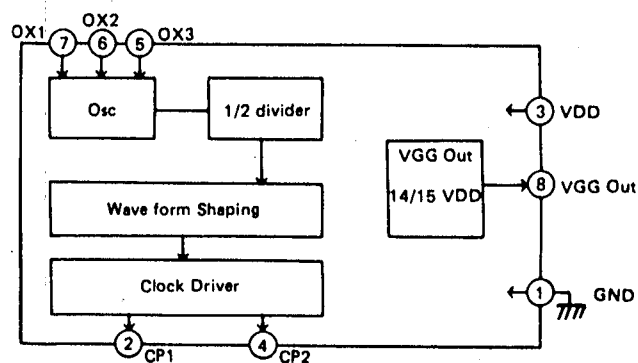 OX1 OX2 OX3
7 6 5
Osc
1/2 divider
3 VDD
VGG Out
14/15 VDD
8 VGG Out
Wave form Shaping
Clock Driver
1 GND
2 CP1
4 CP2